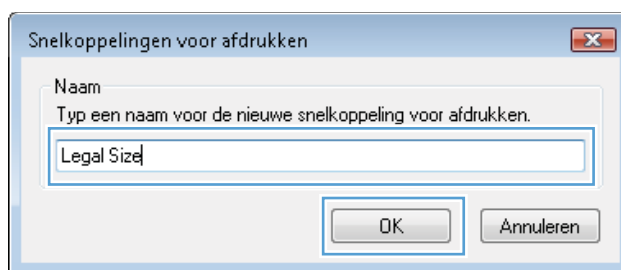 Snelkoppelingen voor afdrukken
Naam
Typ een naam voor de nieuwe snelkoppeling voor afdrukken.
Legal Size
OK Annuleren